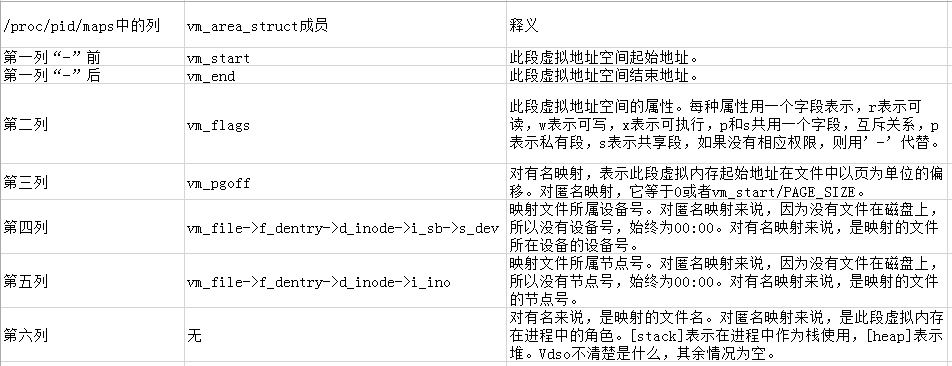 /proc/pid/maps中的列 vm_area_struct成员 释义
第一列“-”前 vm_start 此段虚拟地址空间起始地址。
第一列“-”后 vm_end 此段虚拟地址空间结束地址。
此段虚拟地址空间的属性。每种属性用一个字段表示，r表示可
第二列 vm_flags 读，w表示可写，x表示可执行，p和s共用一个字段，互斥关系，p
表示私有段，s表示共享段，如果没有相应权限，则用’-’代替。
第三列 vm_pgoff 对有名映射，表示此段虚拟内存起始地址在文件中以页为单位的偏
移。对匿名映射，它等于0或者vm_start/PAGE_SIZE。
映射文件所属设备号。对匿名映射来说，因为没有文件在磁盘上，
第四列 vm_file->f_dentry->d_inode->i_sb->s_dev 所以没有设备号，始终为00:00。对有名映射来说，是映射的文件
所在设备的设备号。
映射文件所属节点号。对匿名映射来说，因为没有文件在磁盘上，
第五列 vm_file->f_dentry->d_inode->i_ino 所以没有节点号，始终为00:00。对有名映射来说，是映射的文件
的节点号。
对有名来说，是映射的文件名。对匿名映射来说，是此段虚拟内存
第六列 无 在进程中的角色。[stack]表示在进程中作为栈使用，[heap]表示
堆。Vdso不清楚是什么，其余情况为空。